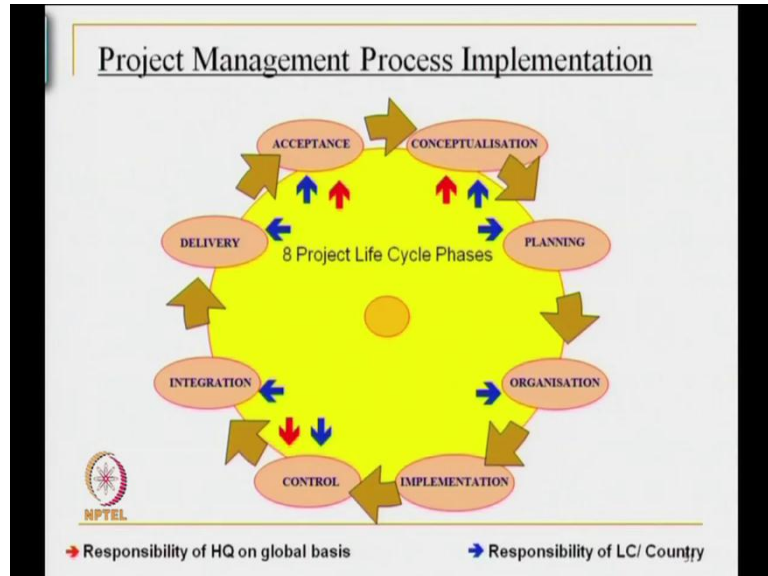 Project Management Process Implementation
ACCEPTANCE
CONCEPTUALISATION
DELIVERY
8 Project Life Cycle Phases
PLANNING
INTEGRATION
ORGANISATION
CONTROL
IMPLEMENTATION
NPTEL
Responsibility of HQ on global basis
Responsibility of LC/ Country